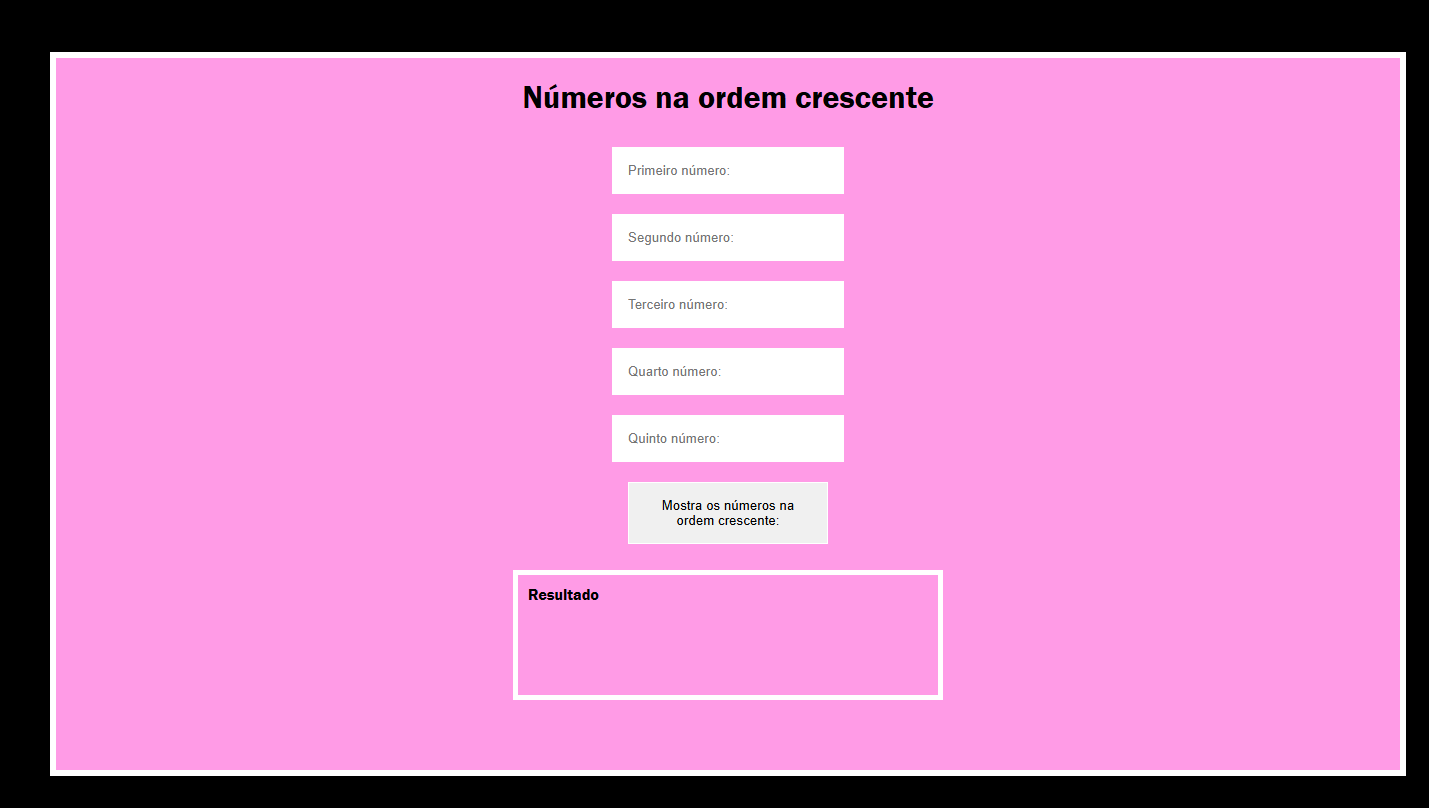 Números na ordem crescente
Primeiro número:
Segundo número:
Terceiro número:
Quarto número:
Quinto número:
Mostra os números na
ordem crescente:
Resultado